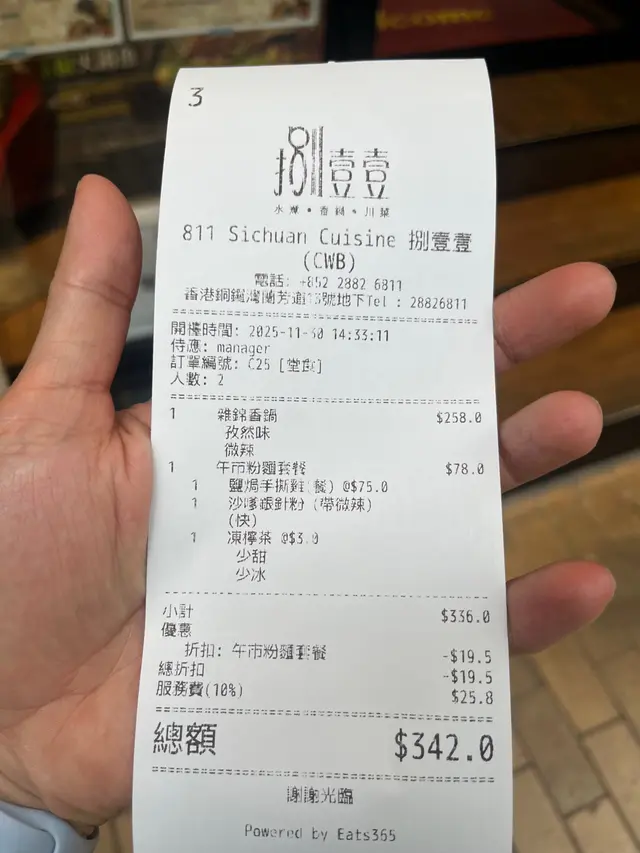 3
捌壹壹
水煮•香鍋•川菜
811 Sichuan Cuisine 捌壹壹
(CWB)
電話: +852 2882 6811
香港銅鑼灣蘭芳道13號地下Tel : 28826811
開檯時間: 2025-11-30 14:33:11
侍應: manager
訂單編號: C25 [堂食]
人數: 2
1 雜錦香鍋 $258.0
孜然味
微辣
1 午市粉麵套餐 $78.0
1 鹽焗手撕雞(餐) @$75.0
1 沙嗲銀針粉 (帶微辣)
(快)
1 凍檸茶 @$3.0
少甜
少冰
小計 $336.0
優惠
折扣: 午市粉麵套餐 -$19.5
總折扣 -$19.5
服務費(10%) $25.8
總額 $342.0
謝謝光臨
Powered by Eats365